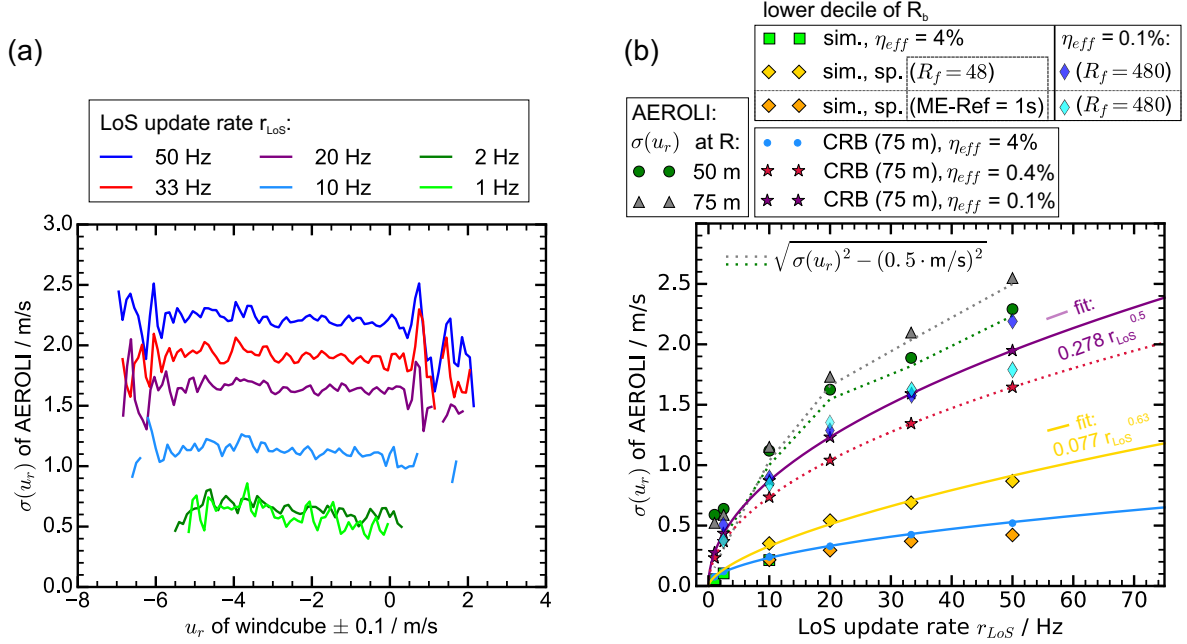 (a)
LoS update rate r_LoS:
50 Hz 20 Hz 2 Hz
33 Hz 10 Hz 1 Hz
3.0
2.5
2.0
1.5
1.0
0.5
0.0
−8 −6 −4 −2 0 2 4
σ(u_r) of AEROLI / m/s
u_r of windcube ± 0.1 / m/s
(b)
lower decile of R_b
sim., η_eff = 4%
sim., sp. (R_f = 48)
sim., sp. (ME-Ref = 1s)
η_eff = 0.1%:
(R_f = 480)
(R_f = 480)
AEROLI:
σ(u_r) at R:
50 m
75 m
CRB (75 m), η_eff = 4%
CRB (75 m), η_eff = 0.4%
CRB (75 m), η_eff = 0.1%
√σ(u_r)² − (0.5 · m/s)²
fit:
0.278 r_LoS^0.5
fit:
0.077 r_LoS^0.63
2.5
2.0
1.5
1.0
0.5
0.0
0 10 20 30 40 50 60 70
σ(u_r) of AEROLI / m/s
LoS update rate r_LoS / Hz